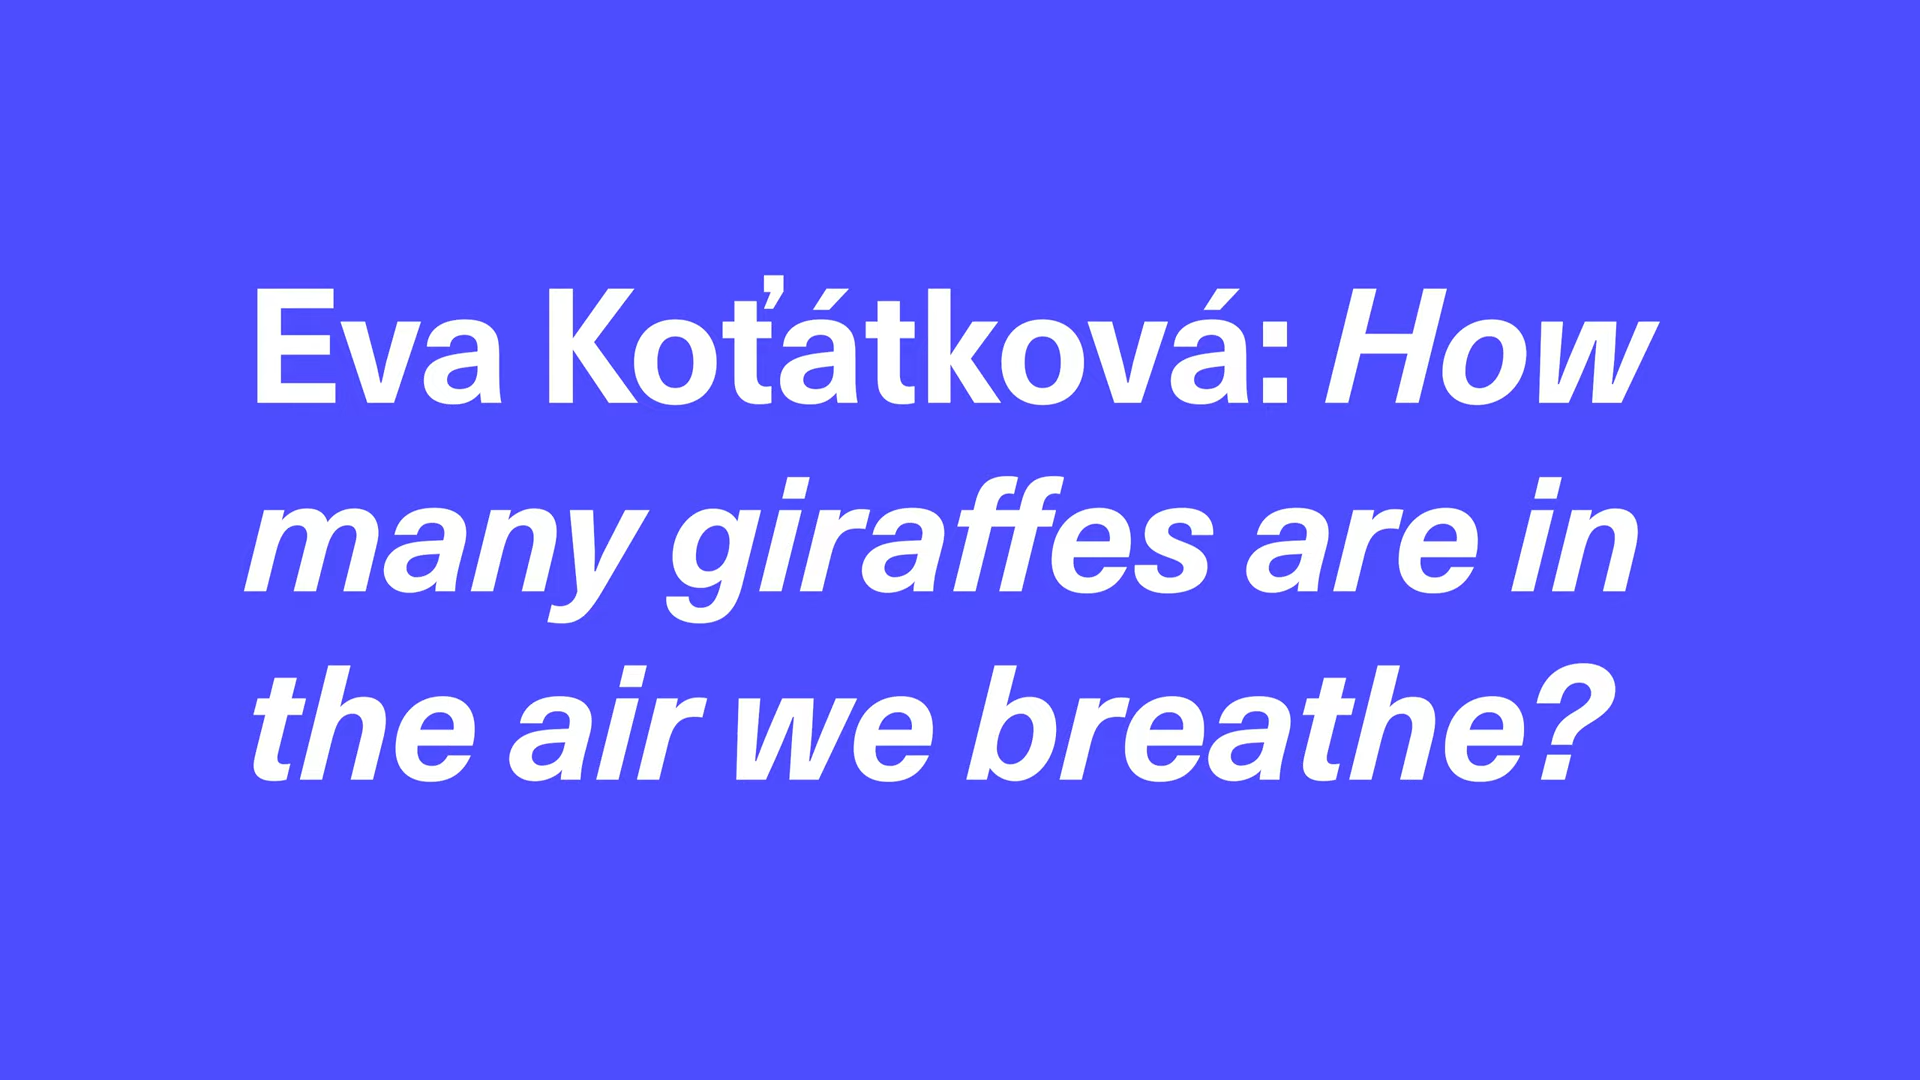 Eva Koťátková: How
many giraffes are in
the air we breathe?